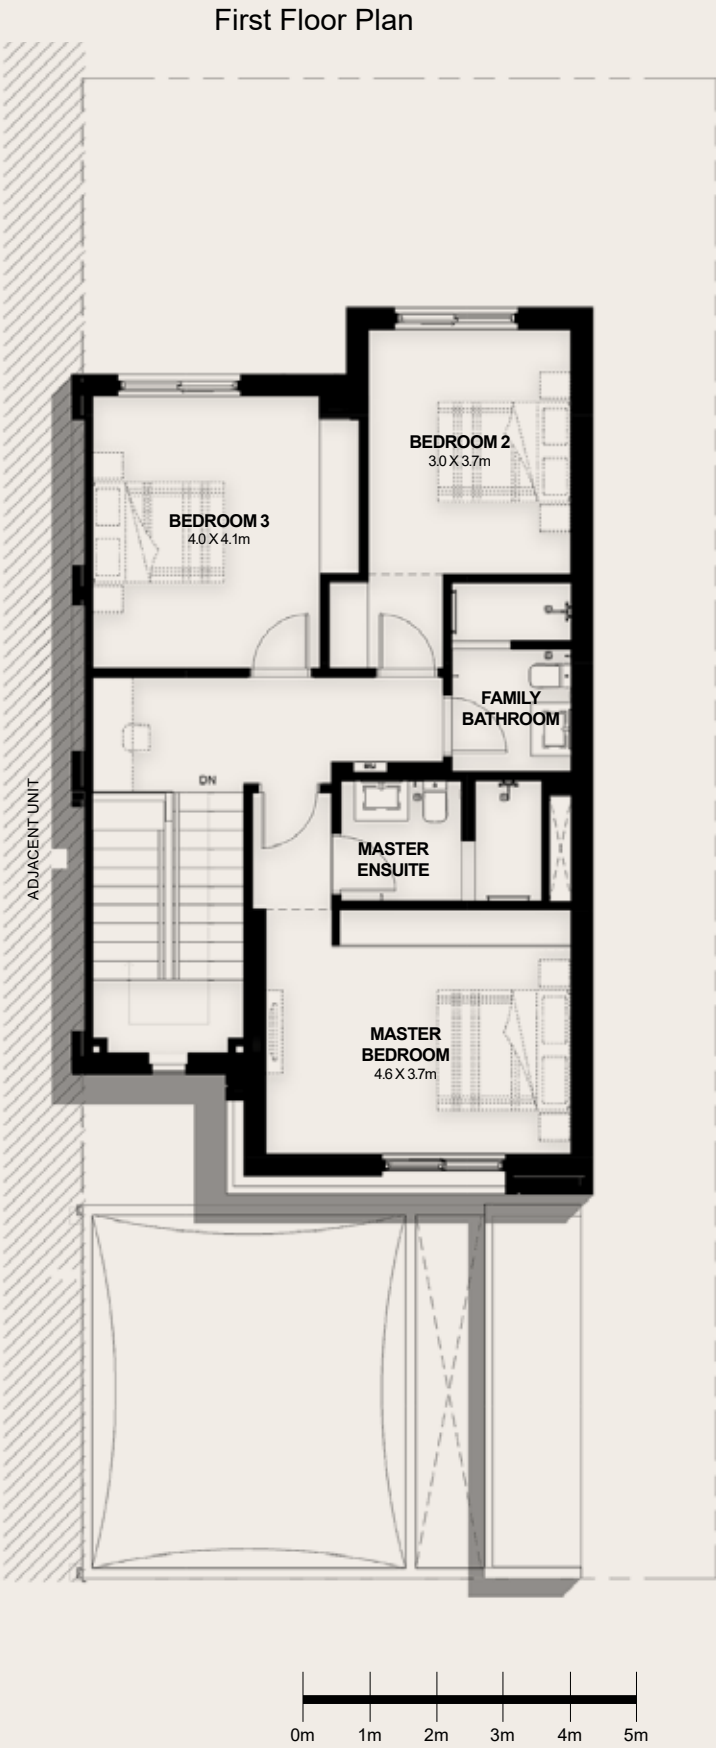 First Floor Plan
BEDROOM 2
3.0 X 3.7m
BEDROOM 3
4.0 X 4.1m
FAMILY
BATHROOM
DN
ADJACENT UNIT
MASTER
ENSUITE
MASTER
BEDROOM
4.6 X 3.7m
0m 1m 2m 3m 4m 5m